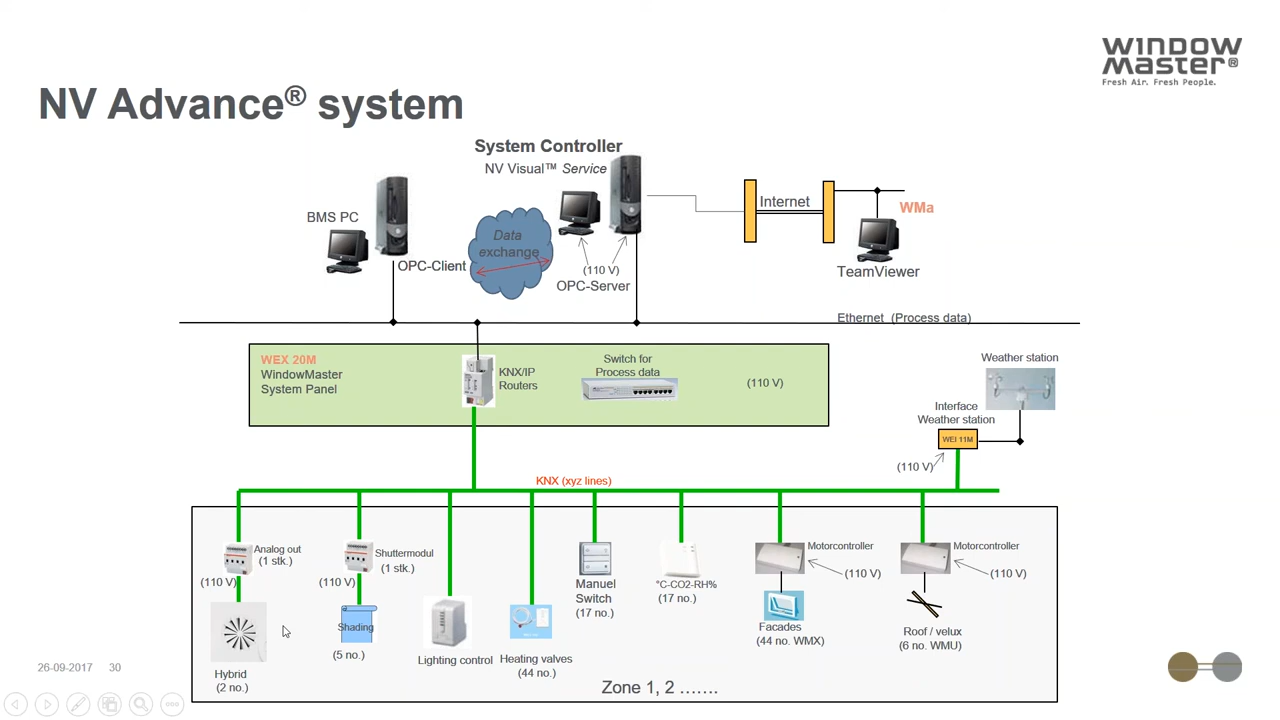 WINDOW
MASTER®
Fresh Air. Fresh People.
NV Advance® system
System Controller
NV Visual™ Service
BMS PC
OPC-Client
Data
exchange
(110 V)
OPC-Server
Internet
WMa
TeamViewer
Ethernet (Process data)
WEX 20M
WindowMaster
System Panel
KNX/IP
Routers
Switch for
Process data
(110 V)
Weather station
Interface
Weather station
WEI 11M
(110 V)
KNX (xyz lines)
Analog out
(1 stk.)
(110 V)
Hybrid
(2 no.)
Shuttermodul
(1 stk.)
(110 V)
Shading
(5 no.)
Lighting control
Heating valves
(44 no.)
Manuel
Switch
(17 no.)
°C-CO2-RH%
(17 no.)
Motorcontroller
(110 V)
Facades
(44 no. WMX)
Motorcontroller
(110 V)
Roof / velux
(6 no. WMU)
Zone 1, 2 …….
26-09-2017 30